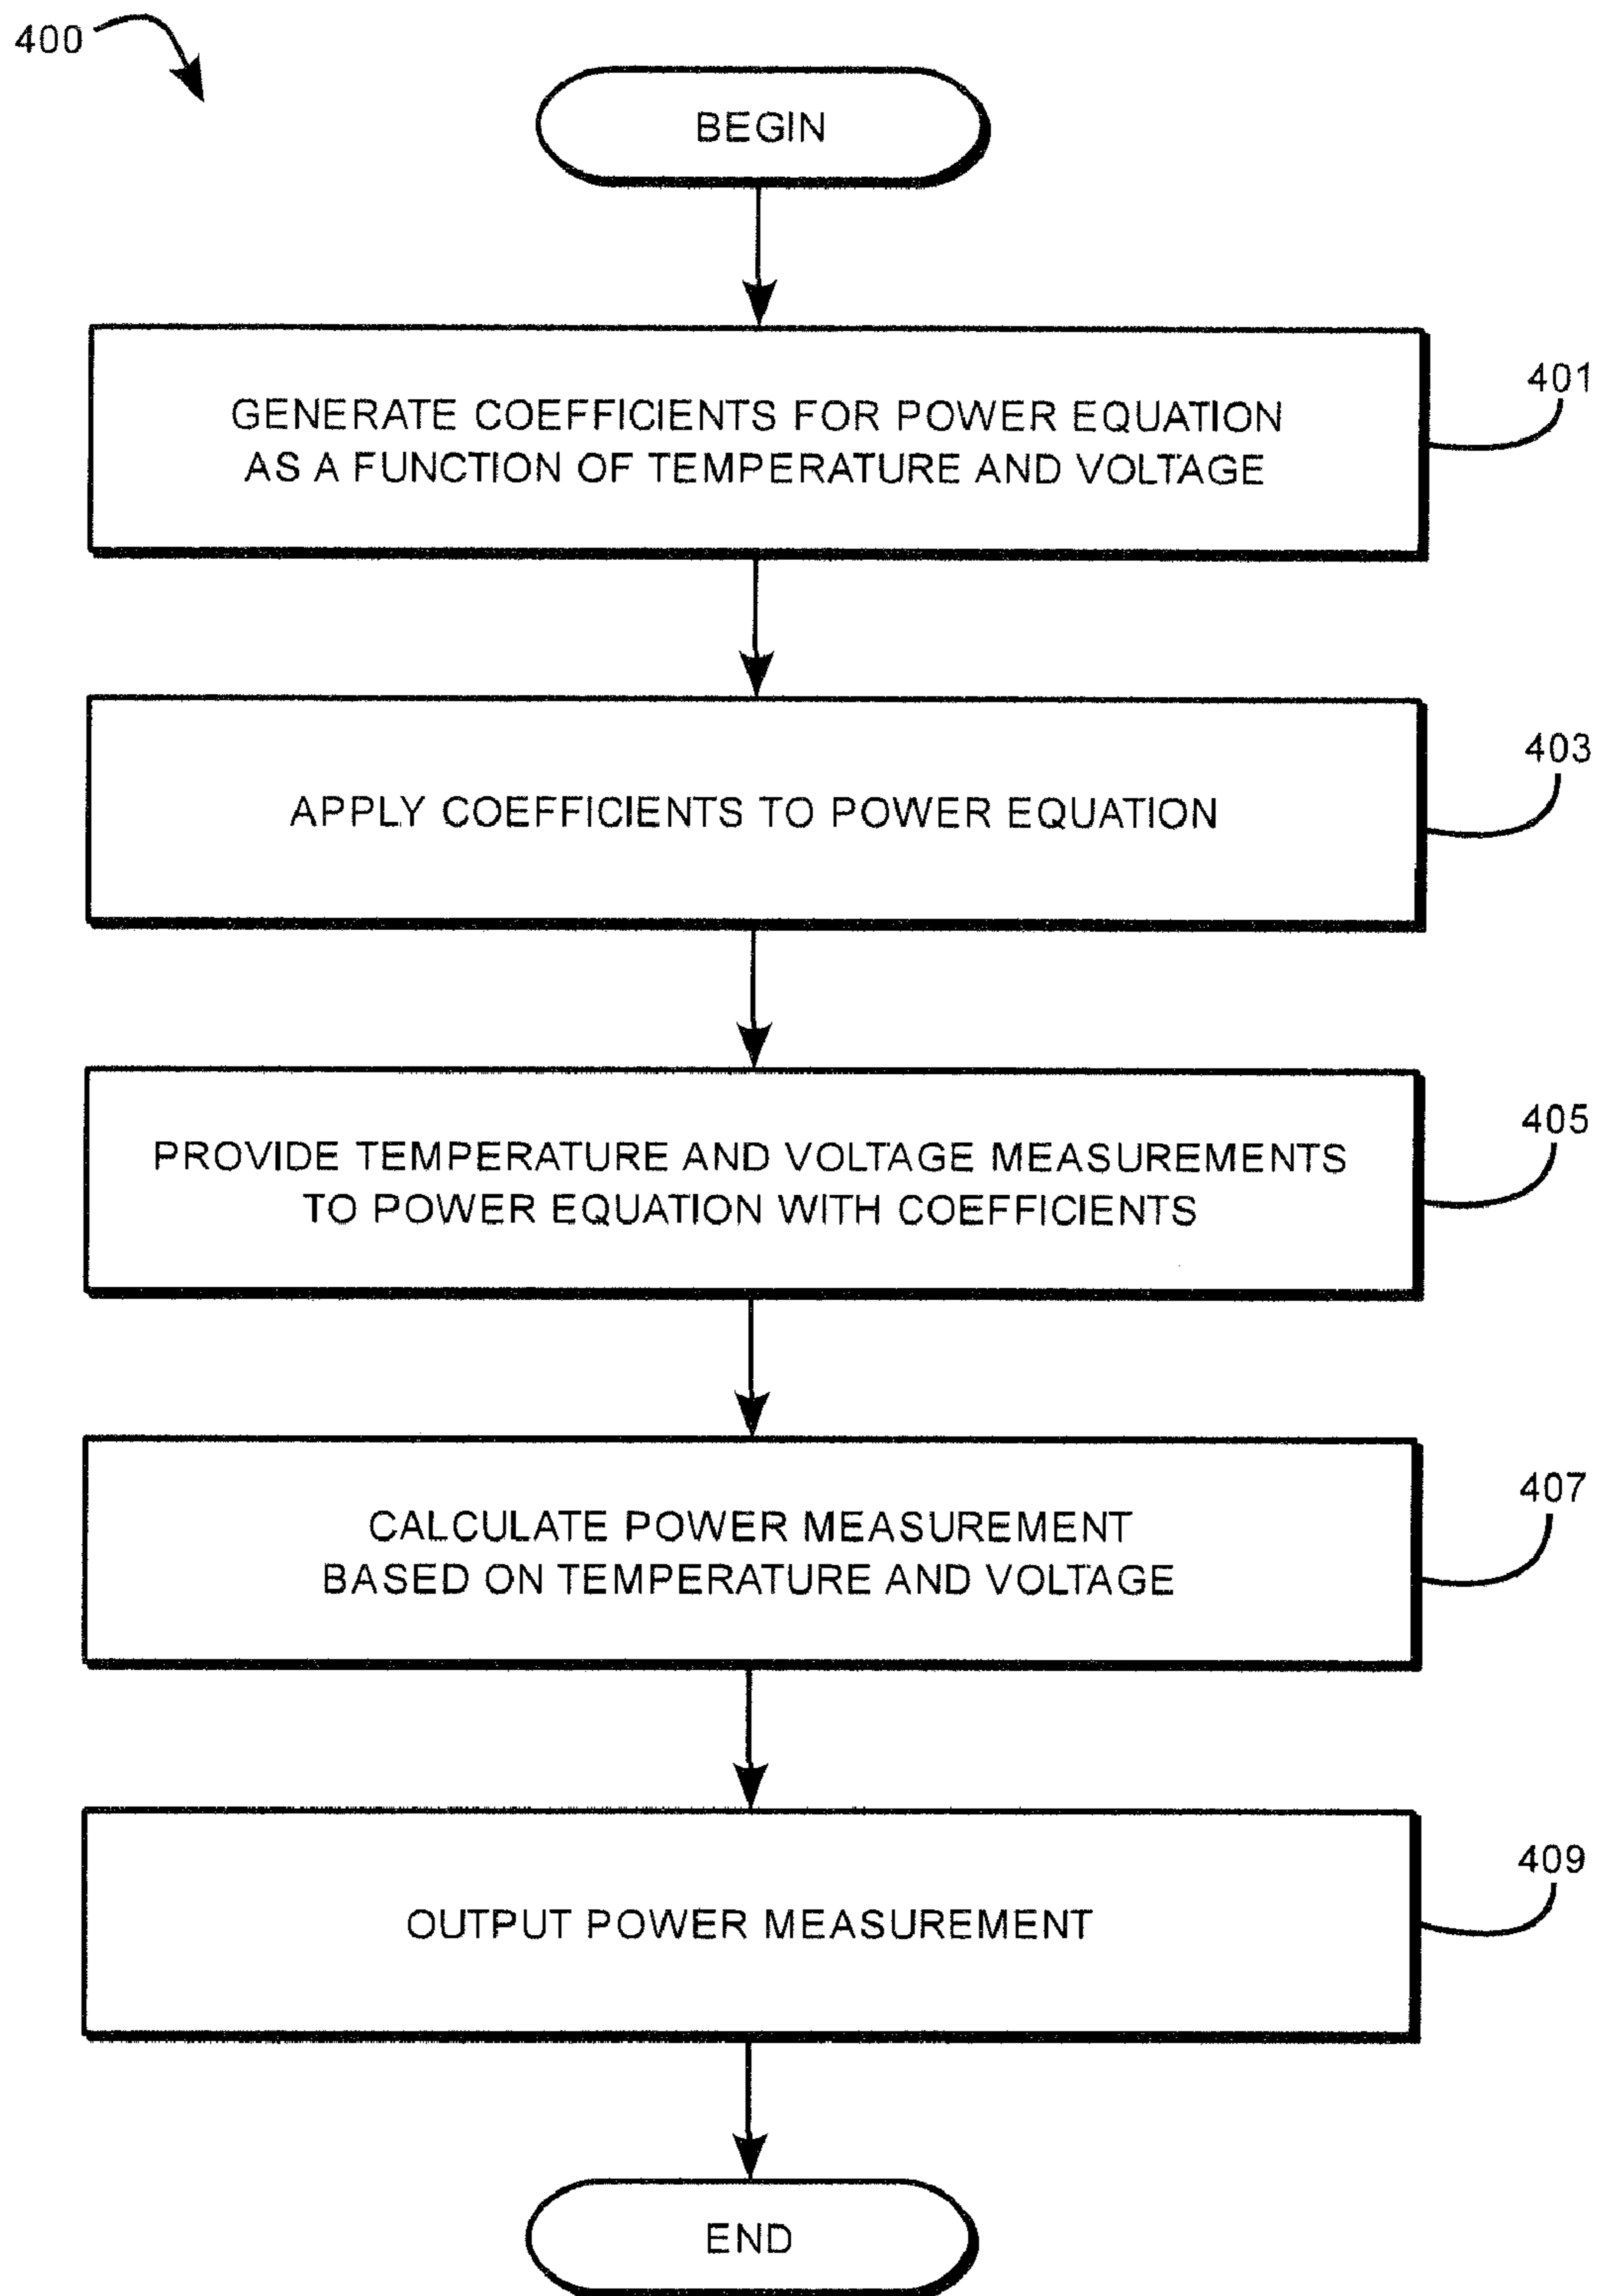 400
BEGIN
GENERATE COEFFICIENTS FOR POWER EQUATION
AS A FUNCTION OF TEMPERATURE AND VOLTAGE
401
APPLY COEFFICIENTS TO POWER EQUATION
403
PROVIDE TEMPERATURE AND VOLTAGE MEASUREMENTS
TO POWER EQUATION WITH COEFFICIENTS
405
CALCULATE POWER MEASUREMENT
BASED ON TEMPERATURE AND VOLTAGE
407
OUTPUT POWER MEASUREMENT
409
END